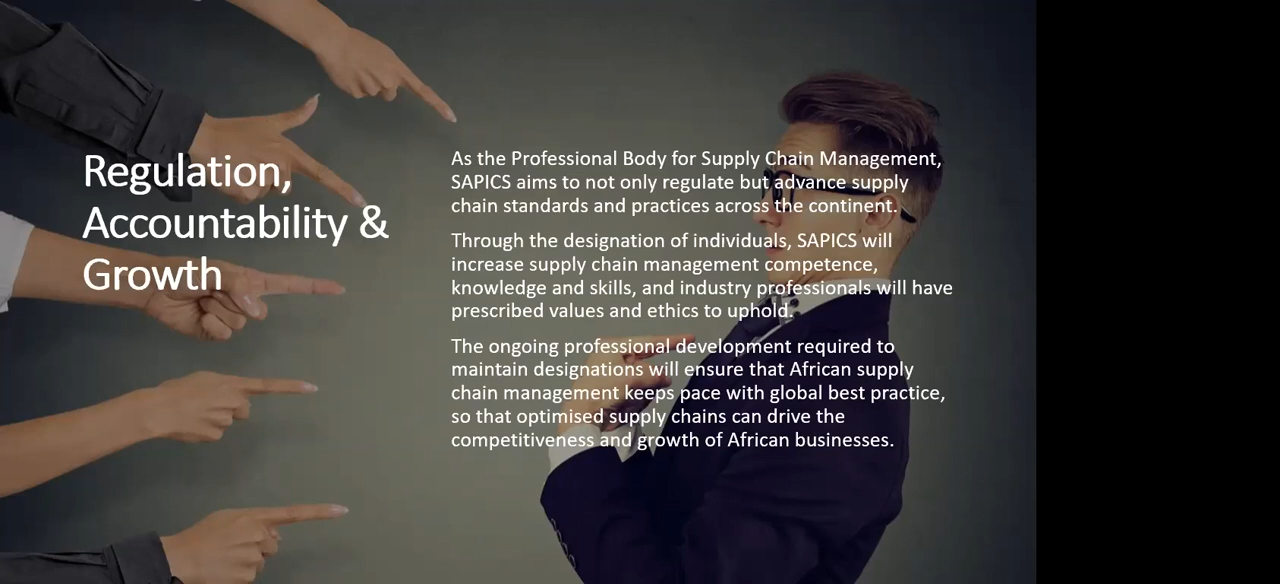 Regulation,
Accountability &
Growth
As the Professional Body for Supply Chain Management,
SAPICS aims to not only regulate but advance supply
chain standards and practices across the continent.
Through the designation of individuals, SAPICS will
increase supply chain management competence,
knowledge and skills, and industry professionals will have
prescribed values and ethics to uphold.
The ongoing professional development required to
maintain designations will ensure that African supply
chain management keeps pace with global best practice,
so that optimised supply chains can drive the
competitiveness and growth of African businesses.